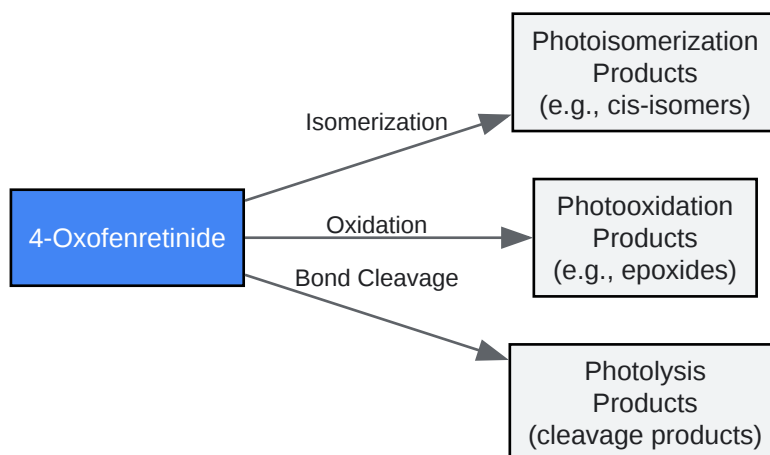 Photoisomerization
Products
(e.g., cis-isomers)
Isomerization
4-Oxofenretinide
Oxidation
Photooxidation
Products
(e.g., epoxides)
Bond Cleavage
Photolysis
Products
(cleavage products)